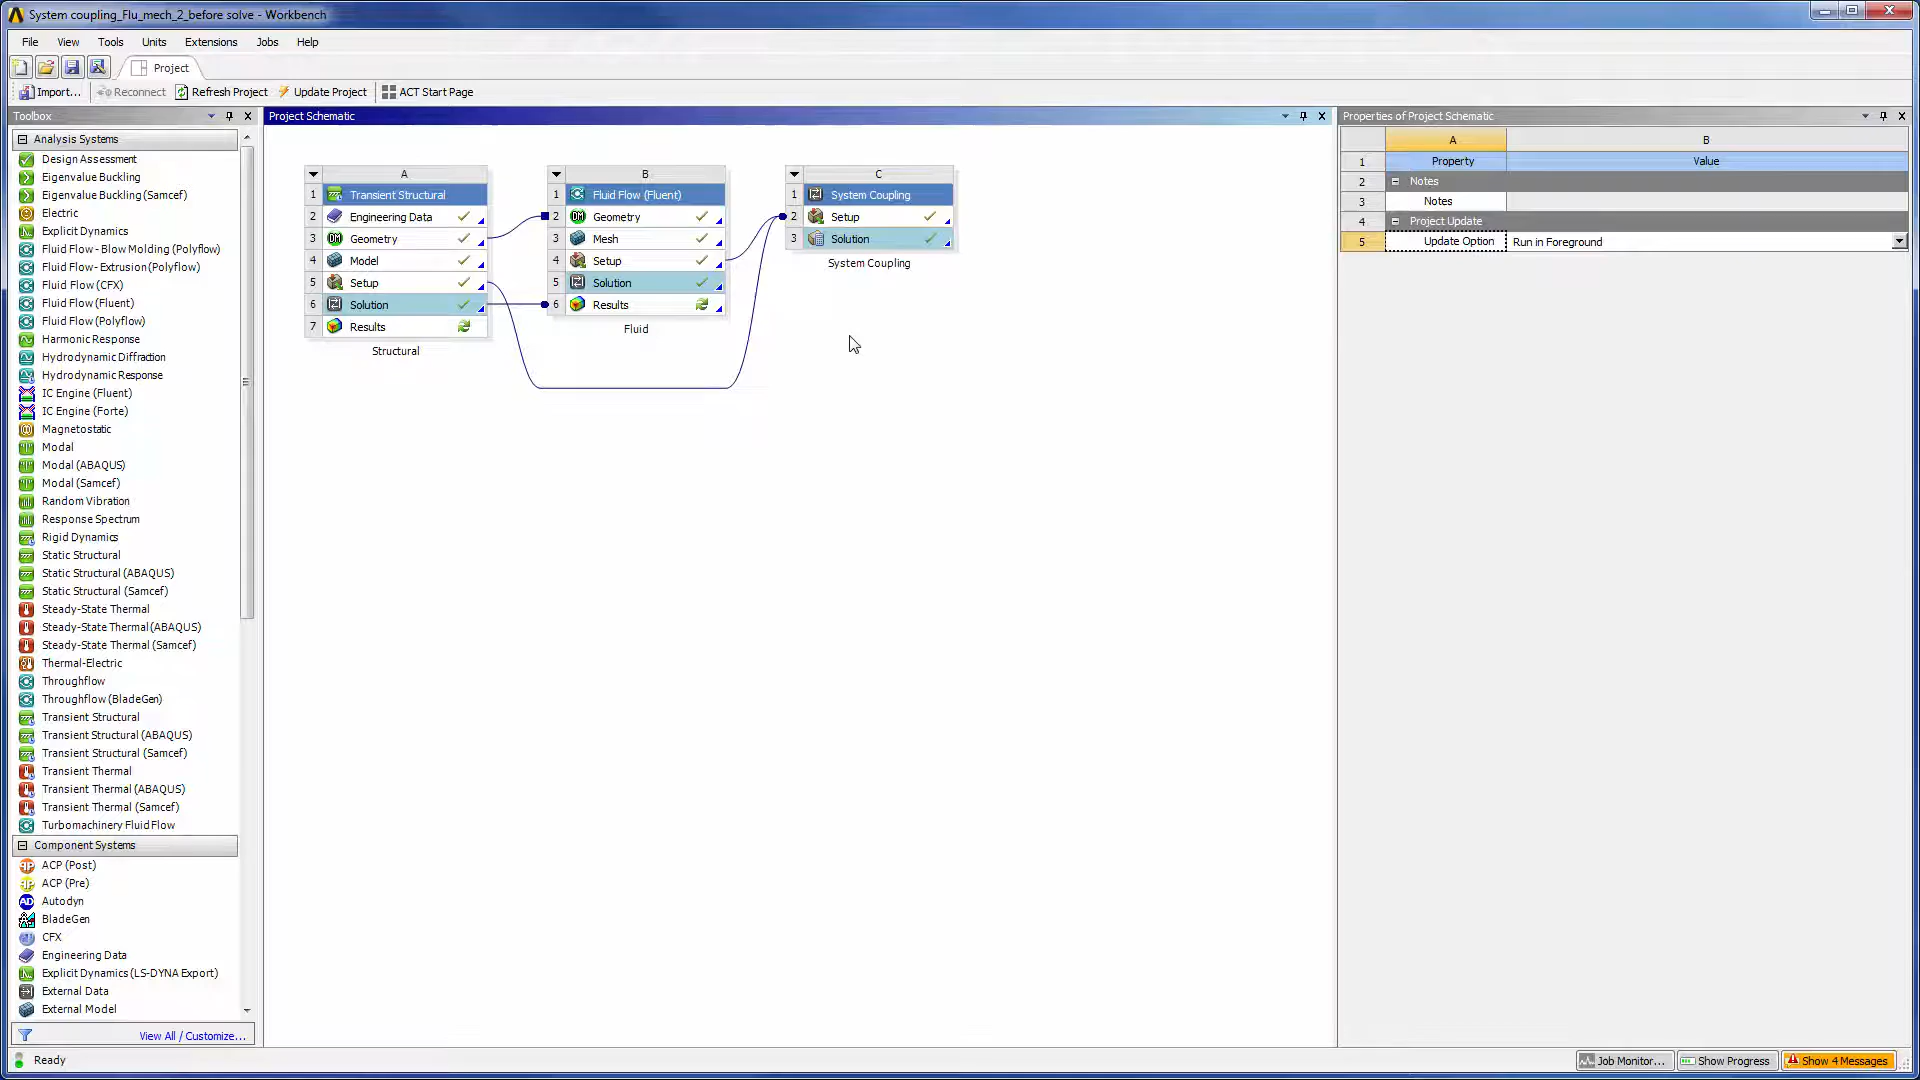 System coupling_Flu_mech_2_before solve - Workbench
File View Tools Units Extensions Jobs Help
Project
Import... Reconnect Refresh Project Update Project ACT Start Page
Toolbox
Analysis Systems
Design Assessment
Eigenvalue Buckling
Eigenvalue Buckling (Samcef)
Electric
Explicit Dynamics
Fluid Flow - Blow Molding (Polyflow)
Fluid Flow - Extrusion (Polyflow)
Fluid Flow (CFX)
Fluid Flow (Fluent)
Fluid Flow (Polyflow)
Harmonic Response
Hydrodynamic Diffraction
Hydrodynamic Response
IC Engine (Fluent)
IC Engine (Forte)
Magnetostatic
Modal
Modal (ABAQUS)
Modal (Samcef)
Random Vibration
Response Spectrum
Rigid Dynamics
Static Structural
Static Structural (ABAQUS)
Static Structural (Samcef)
Steady-State Thermal
Steady-State Thermal (ABAQUS)
Steady-State Thermal (Samcef)
Thermal-Electric
Throughflow
Throughflow (BladeGen)
Transient Structural
Transient Structural (ABAQUS)
Transient Structural (Samcef)
Transient Thermal
Transient Thermal (ABAQUS)
Transient Thermal (Samcef)
Turbomachinery Fluid Flow
Component Systems
ACP (Post)
ACP (Pre)
Autodyn
BladeGen
CFX
Engineering Data
Explicit Dynamics (LS-DYNA Export)
External Data
External Model
View All / Customize...
Project Schematic
A
1 Transient Structural
2 Engineering Data
3 Geometry
4 Model
5 Setup
6 Solution
7 Results
Structural
B
1 Fluid Flow (Fluent)
2 Geometry
3 Mesh
4 Setup
5 Solution
6 Results
Fluid
C
1 System Coupling
2 Setup
3 Solution
System Coupling
Properties of Project Schematic
A B
1 Property Value
2 Notes
3 Notes
4 Project Update
5 Update Option Run in Foreground
Ready
Job Monitor... Show Progress Show 4 Messages